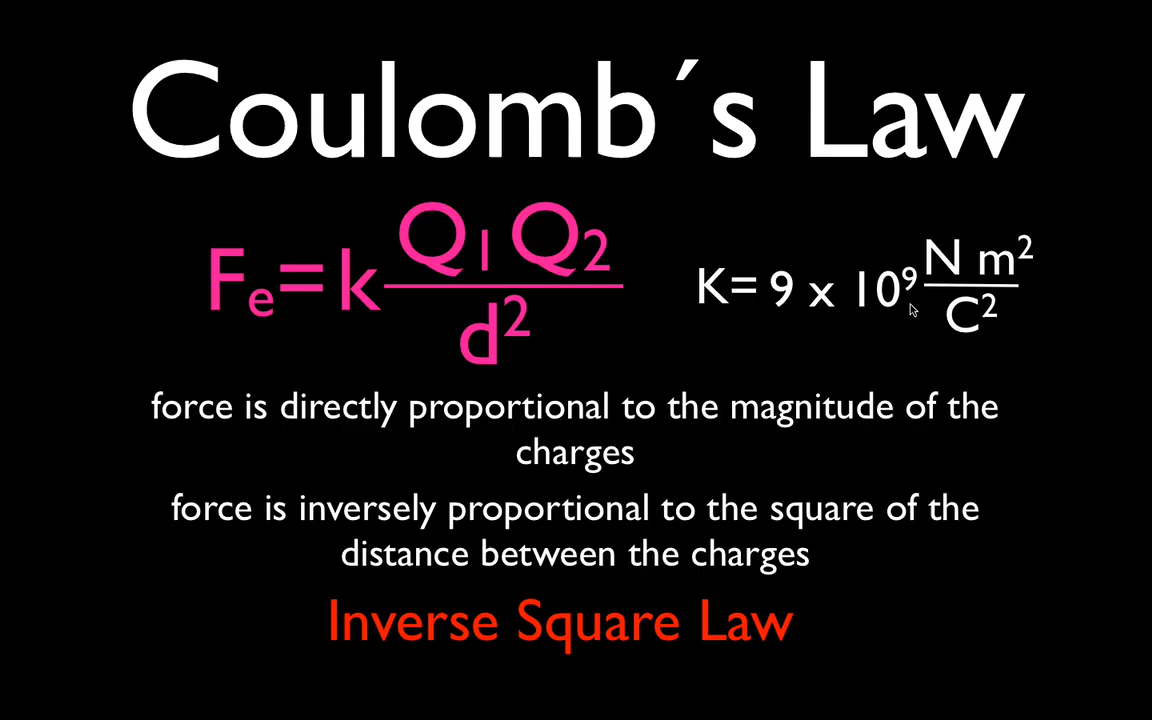 Coulomb´s Law
Fe=k Q1 Q2 / d²
K= 9 x 10⁹ N m² / C²
force is directly proportional to the magnitude of the
charges
force is inversely proportional to the square of the
distance between the charges
Inverse Square Law